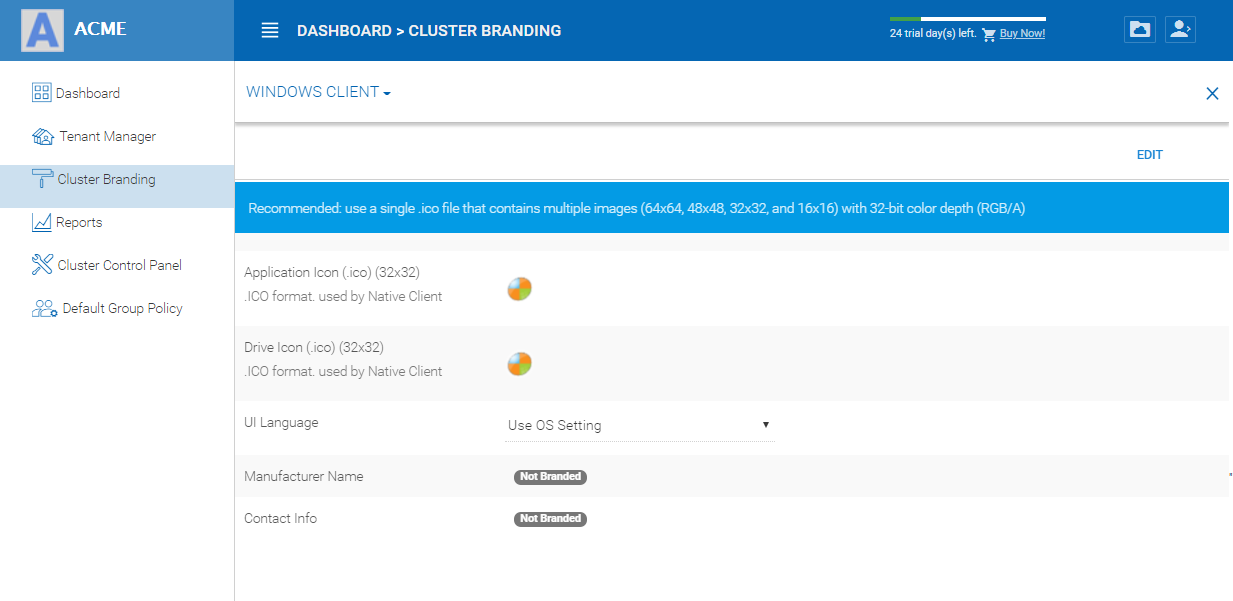 A ACME
DASHBOARD > CLUSTER BRANDING
24 trial day(s) left. Buy Now!
Dashboard
Tenant Manager
Cluster Branding
Reports
Cluster Control Panel
Default Group Policy
WINDOWS CLIENT
EDIT
Recommended: use a single .ico file that contains multiple images (64x64, 48x48, 32x32, and 16x16) with 32-bit color depth (RGB/A)
Application Icon (.ico) (32x32)
.ICO format. used by Native Client
Drive Icon (.ico) (32x32)
.ICO format. used by Native Client
UI Language Use OS Setting
Manufacturer Name Not Branded
Contact Info Not Branded